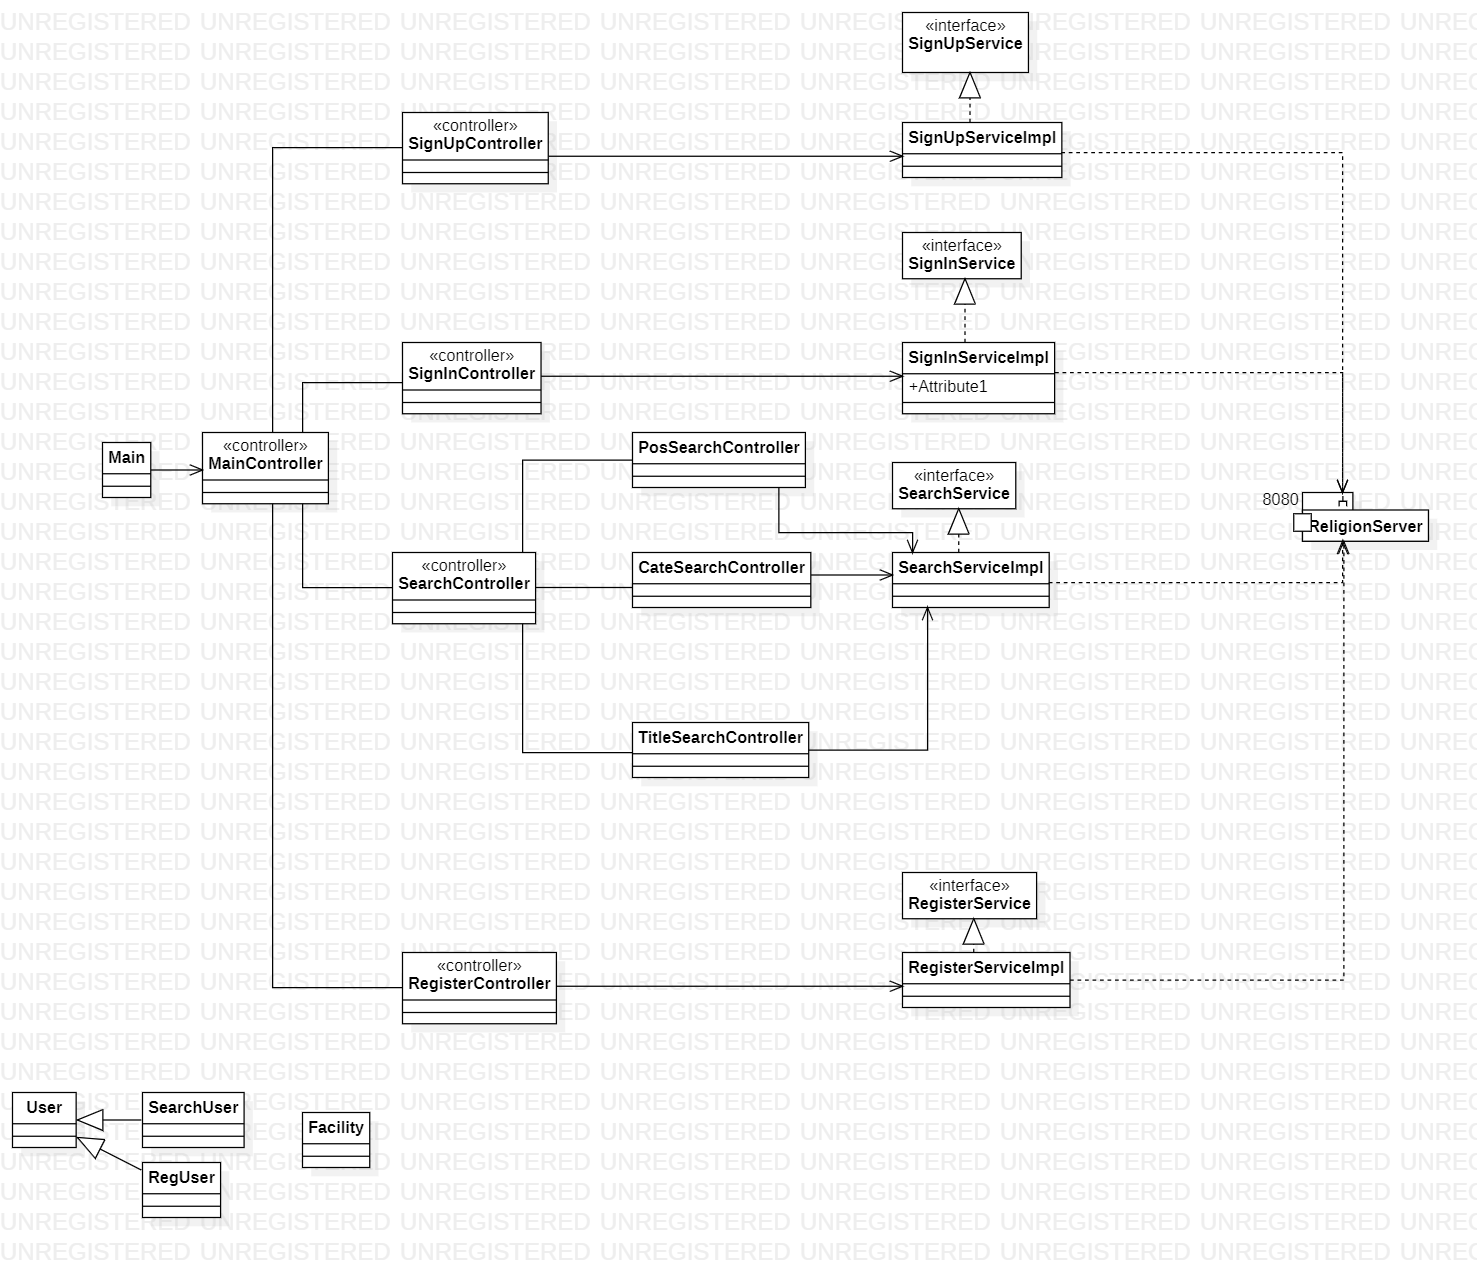 «interface»
SignUpService
«controller»
SignUpController
SignUpServiceImpl
«interface»
SignInService
«controller»
SignInController
SignInServiceImpl
+Attribute1
Main
«controller»
MainController
PosSearchController
«interface»
SearchService
8080
ReligionServer
«controller»
SearchController
CateSearchController
SearchServiceImpl
TitleSearchController
«interface»
RegisterService
«controller»
RegisterController
RegisterServiceImpl
User
SearchUser
Facility
RegUser
UNREGISTERED